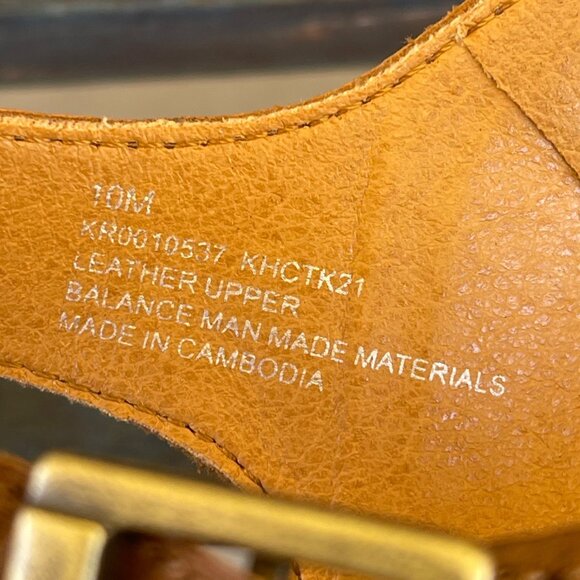 10M
KR0010537 KHCTK21
LEATHER UPPER
BALANCE MAN MADE MATERIALS
MADE IN CAMBODIA